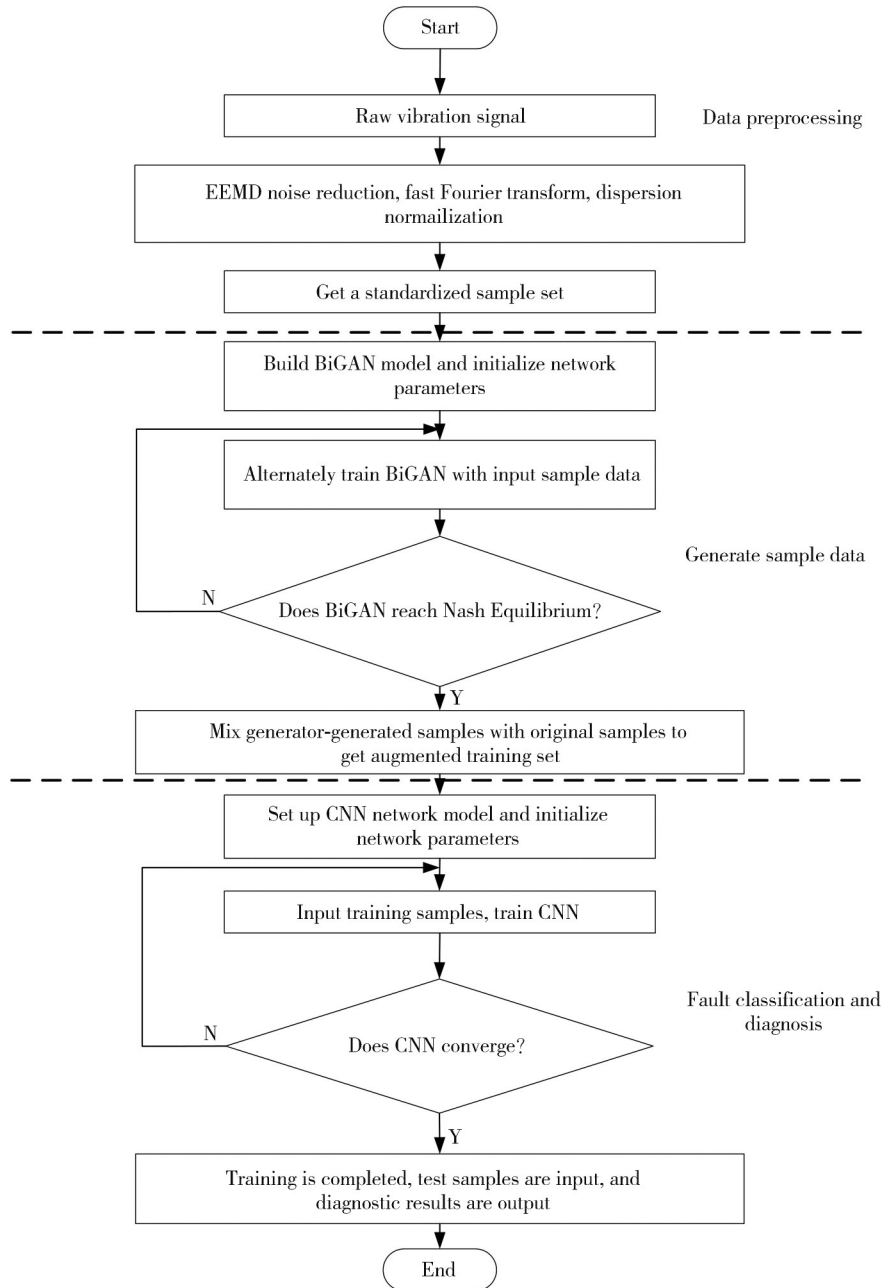 Start
Raw vibration signal
Data preprocessing
EEMD noise reduction, fast Fourier transform, dispersion
normailization
Get a standardized sample set
Build BiGAN model and initialize network
parameters
Alternately train BiGAN with input sample data
Generate sample data
N
Does BiGAN reach Nash Equilibrium?
Y
Mix generator-generated samples with original samples to
get augmented training set
Set up CNN network model and initialize
network parameters
Input training samples, train CNN
Fault classification and
diagnosis
N
Does CNN converge?
Y
Training is completed, test samples are input, and
diagnostic results are output
End